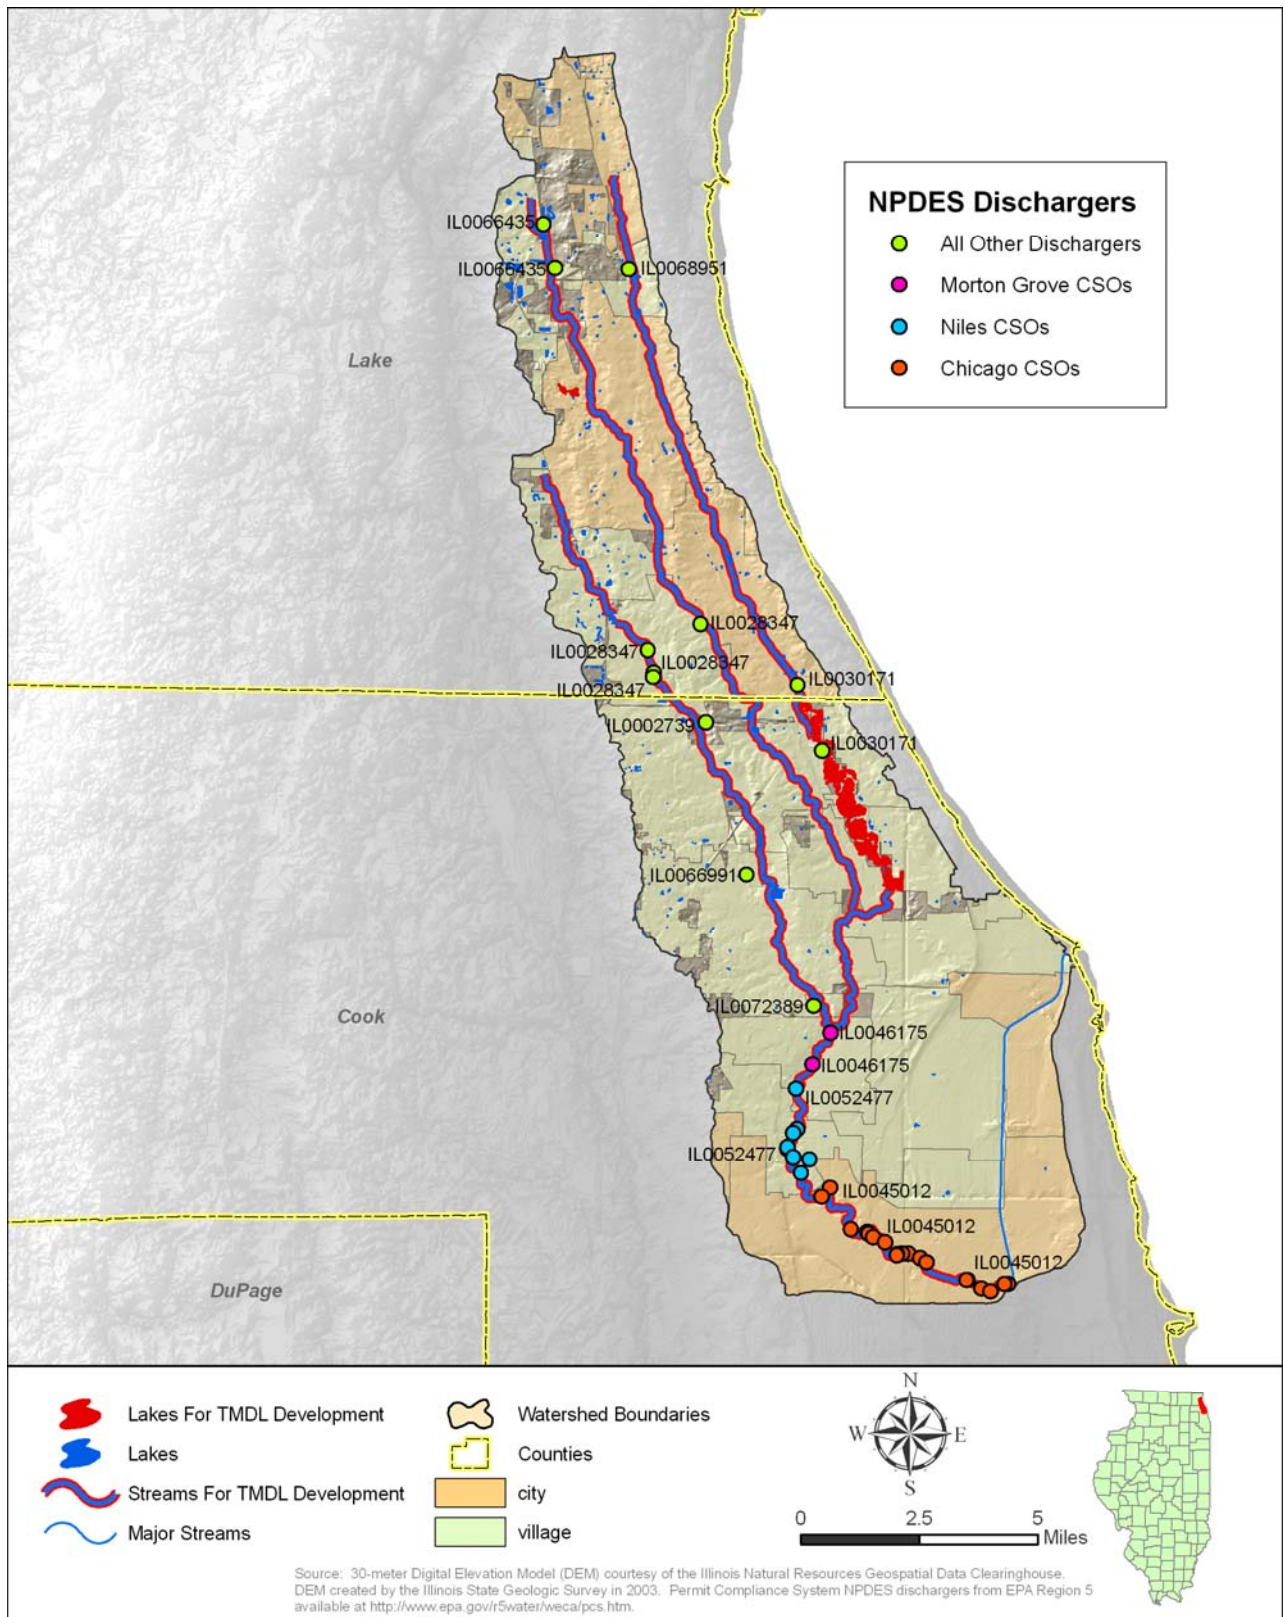 NPDES Dischargers
All Other Dischargers
Morton Grove CSOs
Niles CSOs
Chicago CSOs
IL0066435
IL0066435
IL0068951
Lake
IL0028347
IL0028347
IL0028347
IL0028347
IL0030171
IL0002739
IL0030171
IL0066991
IL0072389
Cook
IL0046175
IL0046175
IL0052477
IL0052477
IL0045012
IL0045012
IL0045012
DuPage
Lakes For TMDL Development
Lakes
Streams For TMDL Development
Major Streams
Watershed Boundaries
Counties
city
village
N
W
E
S
0 2.5 5
Miles
Source: 30-meter Digital Elevation Model (DEM) courtesy of the Illinois Natural Resources Geospatial Data Clearinghouse.
DEM created by the Illinois State Geologic Survey in 2003. Permit Compliance System NPDES dischargers from EPA Region 5
available at http://www.epa.gov/r5water/weca/pcs.htm.